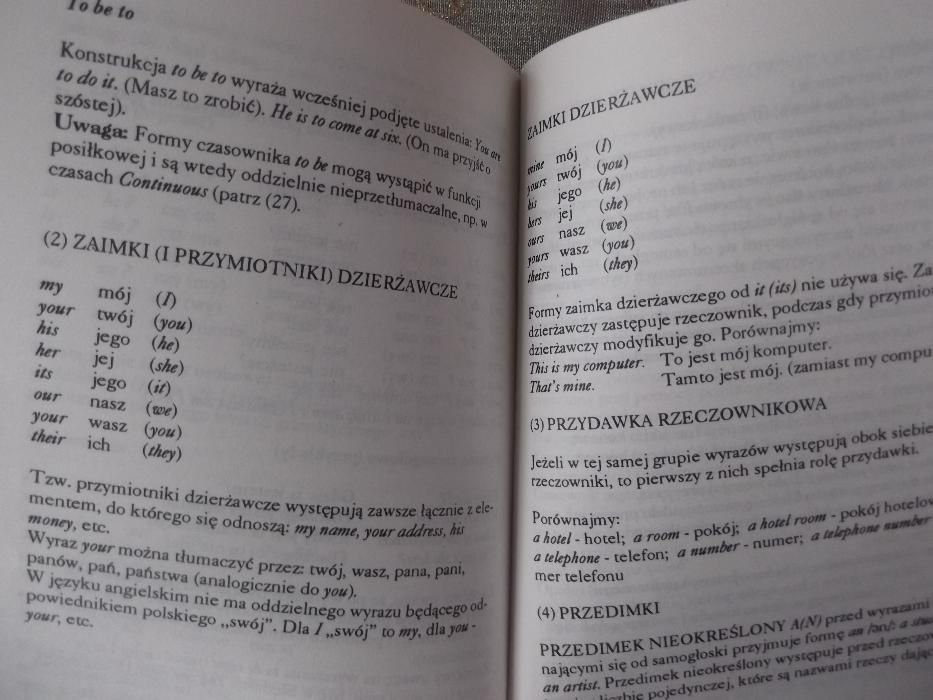 To be to
Konstrukcja to be to wyraża wcześniej podjęte ustalenia: You are
to do it. (Masz to zrobić). He is to come at six. (On ma przyjść o
szóstej).
Uwaga: Formy czasownika to be mogą wystąpić w funkcji
posiłkowej i są wtedy oddzielnie nieprzetłumaczalne, np. w
czasach Continuous (patrz (27).
(2) ZAIMKI (I PRZYMIOTNIKI) DZIERŻAWCZE
my mój (I)
your twój (you)
his jego (he)
her jej (she)
its jego (it)
our nasz (we)
your wasz (you)
their ich (they)
Tzw. przymiotniki dzierżawcze występują zawsze łącznie z ele-
mentem, do którego się odnoszą: my name, your address, his
money, etc.
Wyraz your można tłumaczyć przez: twój, wasz, pana, pani,
panów, pań, państwa (analogicznie do you).
W języku angielskim nie ma oddzielnego wyrazu będącego od-
powiednikiem polskiego „swój”. Dla I „swój” to my, dla you -
your, etc.
ZAIMKI DZIERŻAWCZE
mine mój (I)
yours twój (you)
his jego (he)
hers jej (she)
ours nasz (we)
yours wasz (you)
theirs ich (they)
Formy zaimka dzierżawczego od it (its) nie używa się. Za
dzierżawczy zastępuje rzeczownik, podczas gdy przymio
dzierżawczy modyfikuje go. Porównajmy:
This is my computer. To jest mój komputer.
That's mine. Tamto jest mój. (zamiast my compu
(3) PRZYDAWKA RZECZOWNIKOWA
Jeżeli w tej samej grupie wyrazów występują obok siebie
rzeczowniki, to pierwszy z nich spełnia rolę przydawki.
Porównajmy:
a hotel - hotel; a room - pokój; a hotel room - pokój hotelow
a telephone - telefon; a number - numer; a telephone number
mer telefonu
(4) PRZEDIMKI
PRZEDIMEK NIEOKREŚLONY A(N) przed wyrazami
nającymi się od samogłoski przyjmuje formę an /ən/: a stu
an artist. Przedimek nieokreślony występuje przed rzeczow
liczbie pojedynczej, które są nazwami rzeczy dając